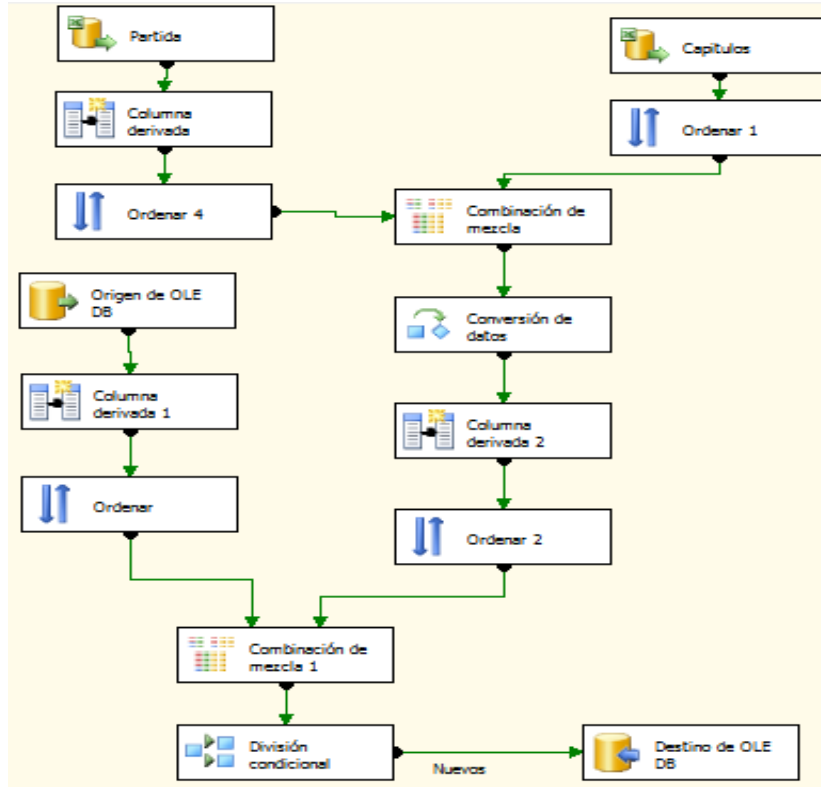 Partida
Capítulos
Columna
derivada
Ordenar 1
Ordenar 4
Combinación de
mezcla
Origen de OLE
DB
Conversión de
datos
Columna
derivada 1
Columna
derivada 2
Ordenar
Ordenar 2
Combinación de
mezcla 1
División
condicional
Nuevos
Destino de OLE
DB